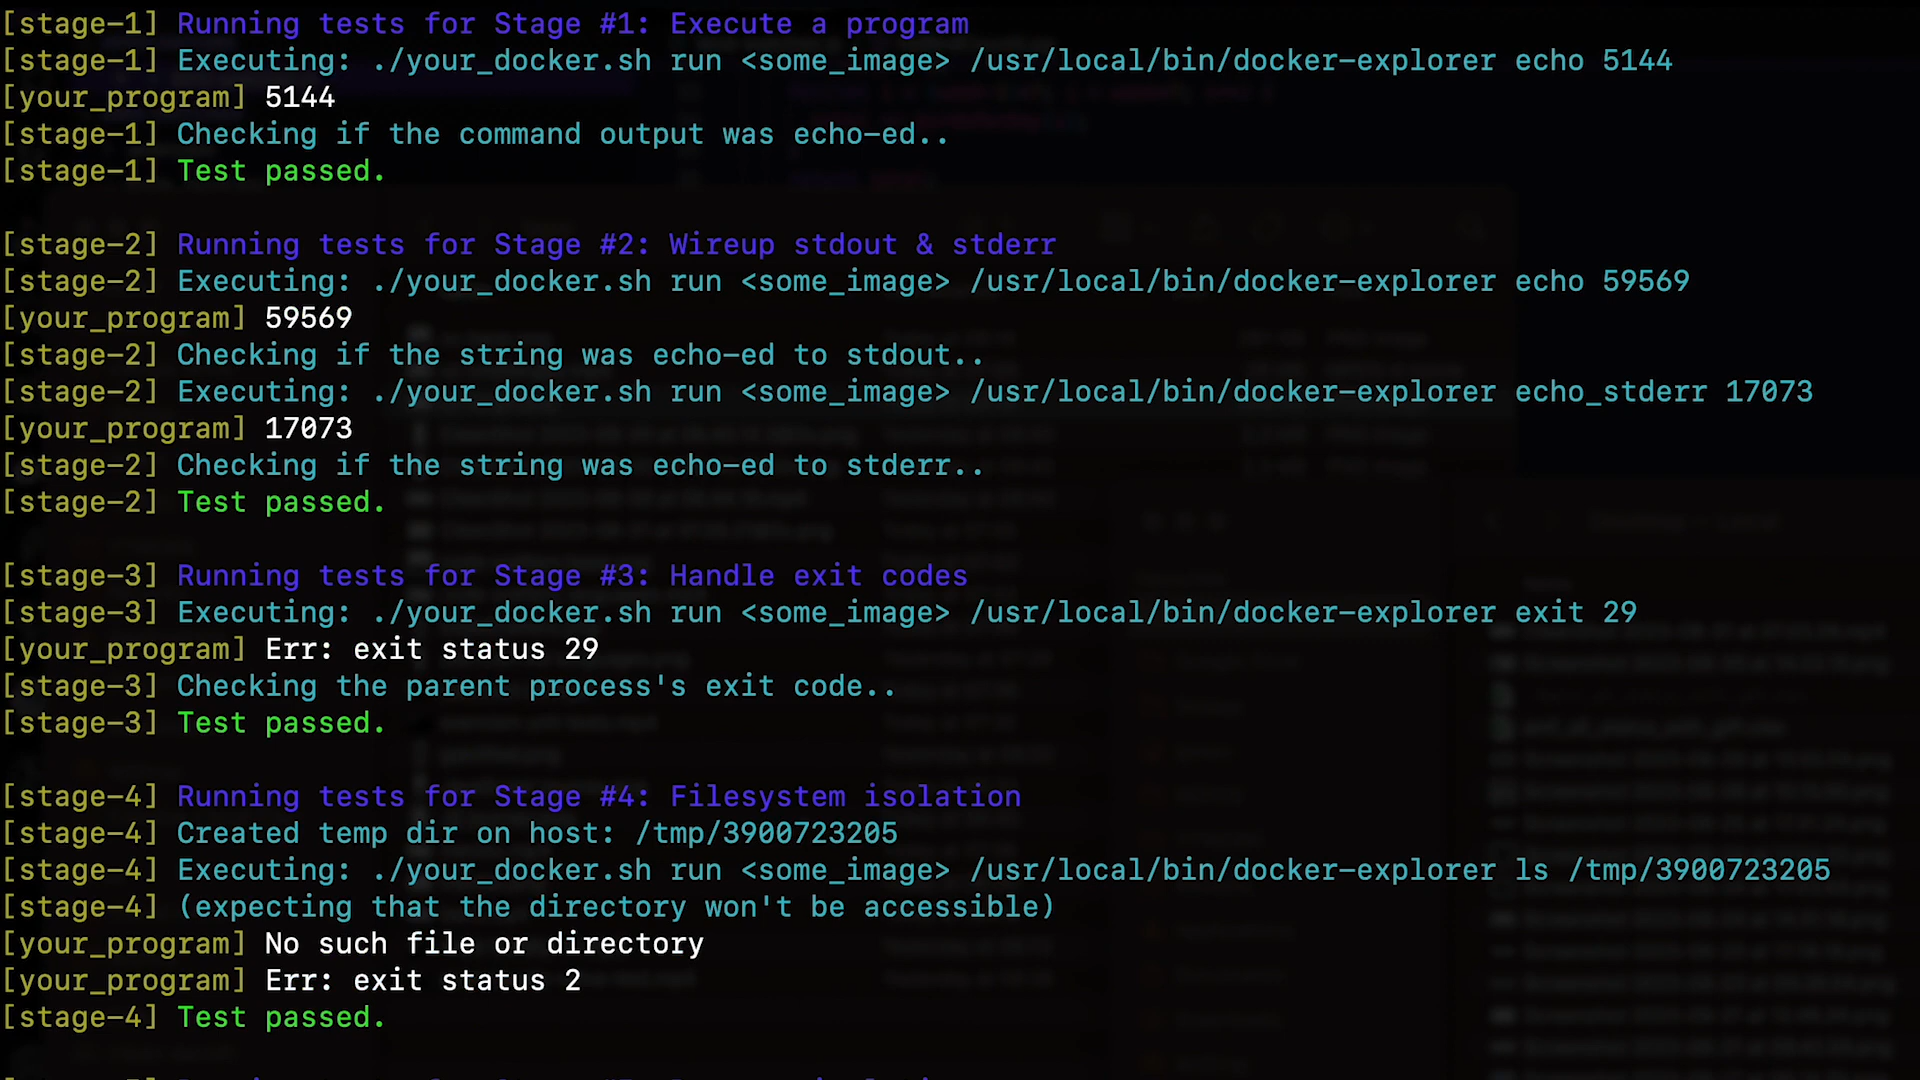 [stage-1] Running tests for Stage #1: Execute a program
[stage-1] Executing: ./your_docker.sh run <some_image> /usr/local/bin/docker-explorer echo 5144
[your_program] 5144
[stage-1] Checking if the command output was echo-ed..
[stage-1] Test passed.
[stage-2] Running tests for Stage #2: Wireup stdout & stderr
[stage-2] Executing: ./your_docker.sh run <some_image> /usr/local/bin/docker-explorer echo 59569
[your_program] 59569
[stage-2] Checking if the string was echo-ed to stdout..
[stage-2] Executing: ./your_docker.sh run <some_image> /usr/local/bin/docker-explorer echo_stderr 17073
[your_program] 17073
[stage-2] Checking if the string was echo-ed to stderr..
[stage-2] Test passed.
[stage-3] Running tests for Stage #3: Handle exit codes
[stage-3] Executing: ./your_docker.sh run <some_image> /usr/local/bin/docker-explorer exit 29
[your_program] Err: exit status 29
[stage-3] Checking the parent process's exit code..
[stage-3] Test passed.
[stage-4] Running tests for Stage #4: Filesystem isolation
[stage-4] Created temp dir on host: /tmp/3900723205
[stage-4] Executing: ./your_docker.sh run <some_image> /usr/local/bin/docker-explorer ls /tmp/3900723205
[stage-4] (expecting that the directory won't be accessible)
[your_program] No such file or directory
[your_program] Err: exit status 2
[stage-4] Test passed.